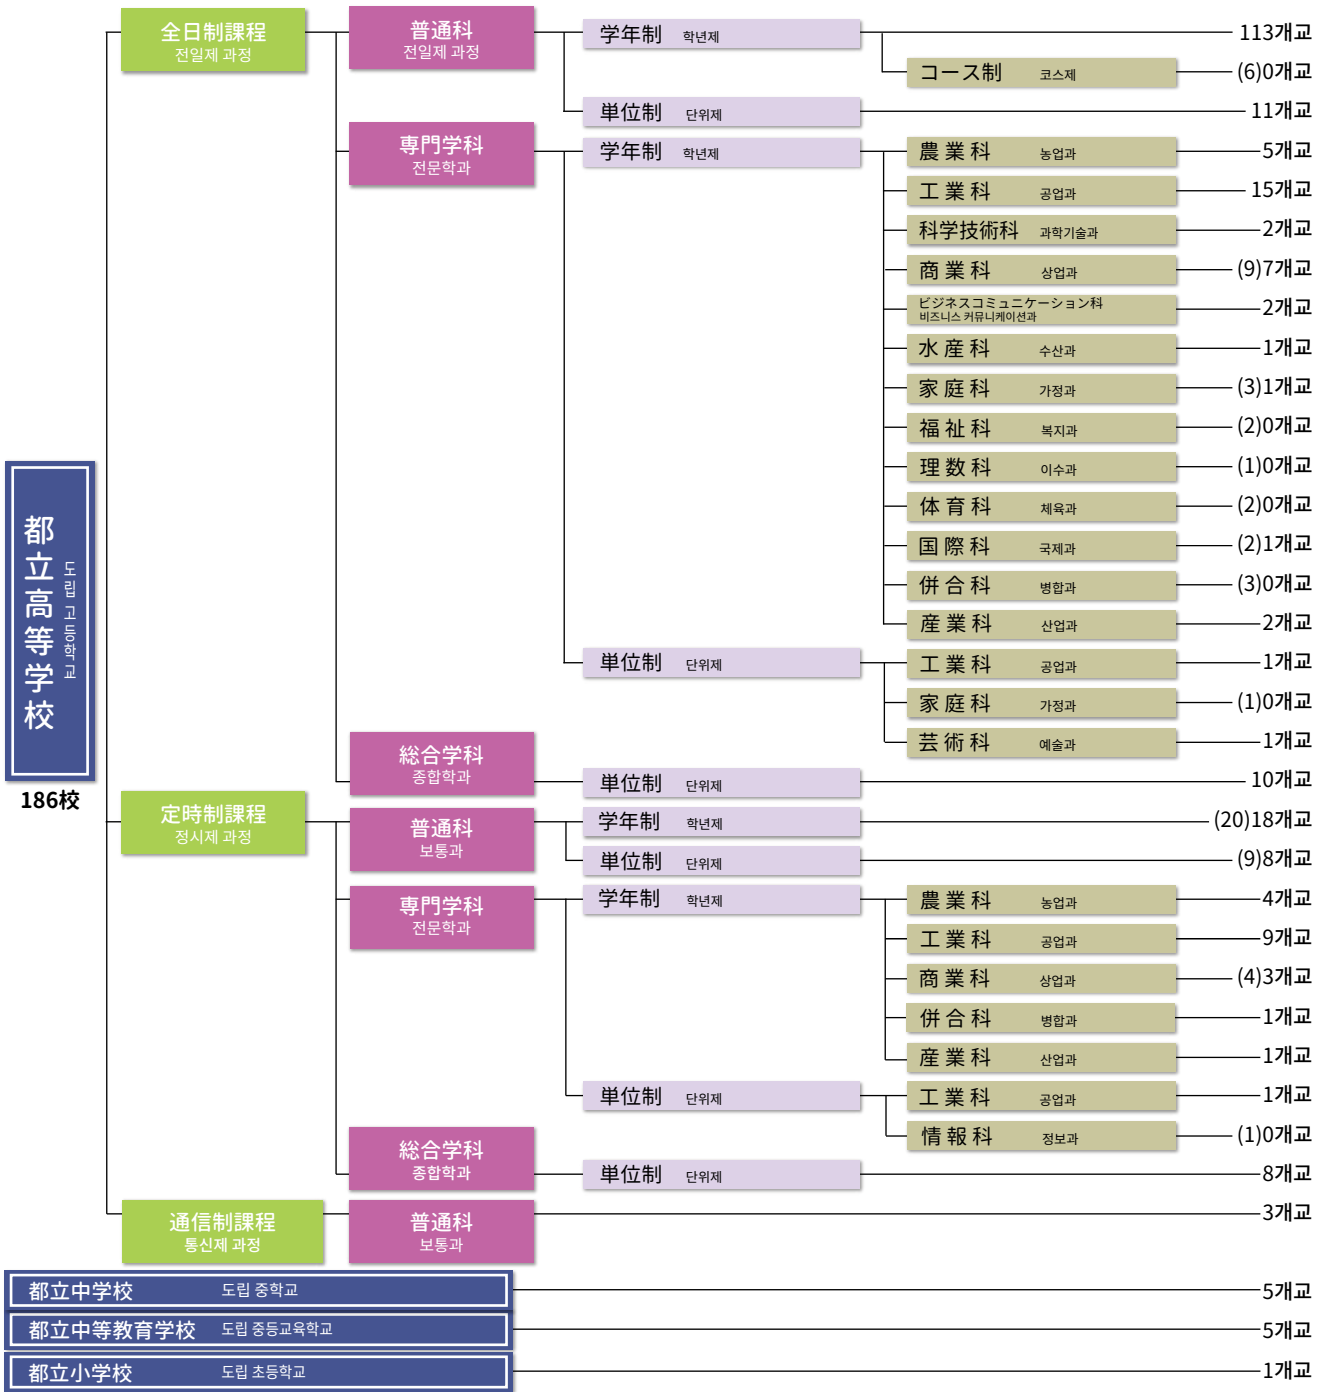 都立高等学校
도립 고등학교
186校
全日制課程
전일제 과정
普通科
전일제 과정
学年制 학년제
113개교
コース制 코스제
(6)0개교
単位制 단위제
11개교
専門学科
전문학과
学年制 학년제
農業科 농업과
5개교
工業科 공업과
15개교
科学技術科 과학기술과
2개교
商業科 상업과
(9)7개교
ビジネスコミュニケーション科
비즈니스 커뮤니케이션과
2개교
水産科 수산과
1개교
家庭科 가정과
(3)1개교
福祉科 복지과
(2)0개교
理数科 이수과
(1)0개교
体育科 체육과
(2)0개교
国際科 국제과
(2)1개교
併合科 병합과
(3)0개교
産業科 산업과
2개교
単位制 단위제
工業科 공업과
1개교
家庭科 가정과
(1)0개교
芸術科 예술과
1개교
総合学科
종합학과
単位制 단위제
10개교
定時制課程
정시제 과정
普通科
보통과
学年制 학년제
(20)18개교
単位制 단위제
(9)8개교
専門学科
전문학과
学年制 학년제
農業科 농업과
4개교
工業科 공업과
9개교
商業科 상업과
(4)3개교
併合科 병합과
1개교
産業科 산업과
1개교
単位制 단위제
工業科 공업과
1개교
情報科 정보과
(1)0개교
総合学科
종합학과
単位制 단위제
8개교
通信制課程
통신제 과정
普通科
보통과
3개교
都立中学校 도립 중학교
5개교
都立中等教育学校 도립 중등교육학교
5개교
都立小学校 도립 초등학교
1개교